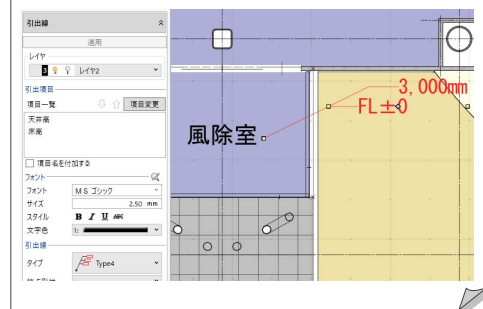 引出線
適用
レイヤ
3 レイヤ2
引出項目
項目一覧
項目変更
天井高
床高
項目名を付加する
フォント
フォント MS ゴシック
サイズ 2.50 mm
スタイル B I U ABC
文字色 1:
引出線
タイプ Type4
3,000mm
FL±0
風除室